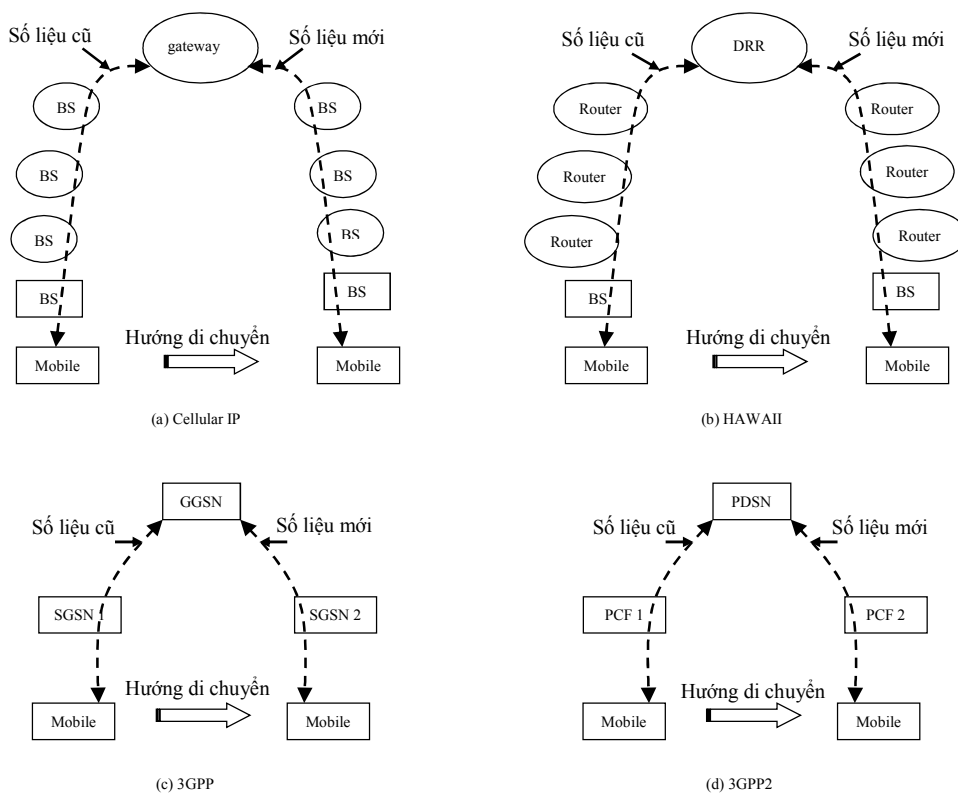 Số liệu cũ
gateway
Số liệu mới
BS
BS
BS
BS
BS
BS
BS
BS
Hướng di chuyển
Mobile
Mobile
(a) Cellular IP
Số liệu cũ
DRR
Số liệu mới
Router
Router
Router
Router
Router
Router
BS
BS
Hướng di chuyển
Mobile
Mobile
(b) HAWAII
GGSN
Số liệu cũ
Số liệu mới
SGSN 1
SGSN 2
Hướng di chuyển
Mobile
Mobile
(c) 3GPP
PDSN
Số liệu cũ
Số liệu mới
PCF 1
PCF 2
Hướng di chuyển
Mobile
Mobile
(d) 3GPP2